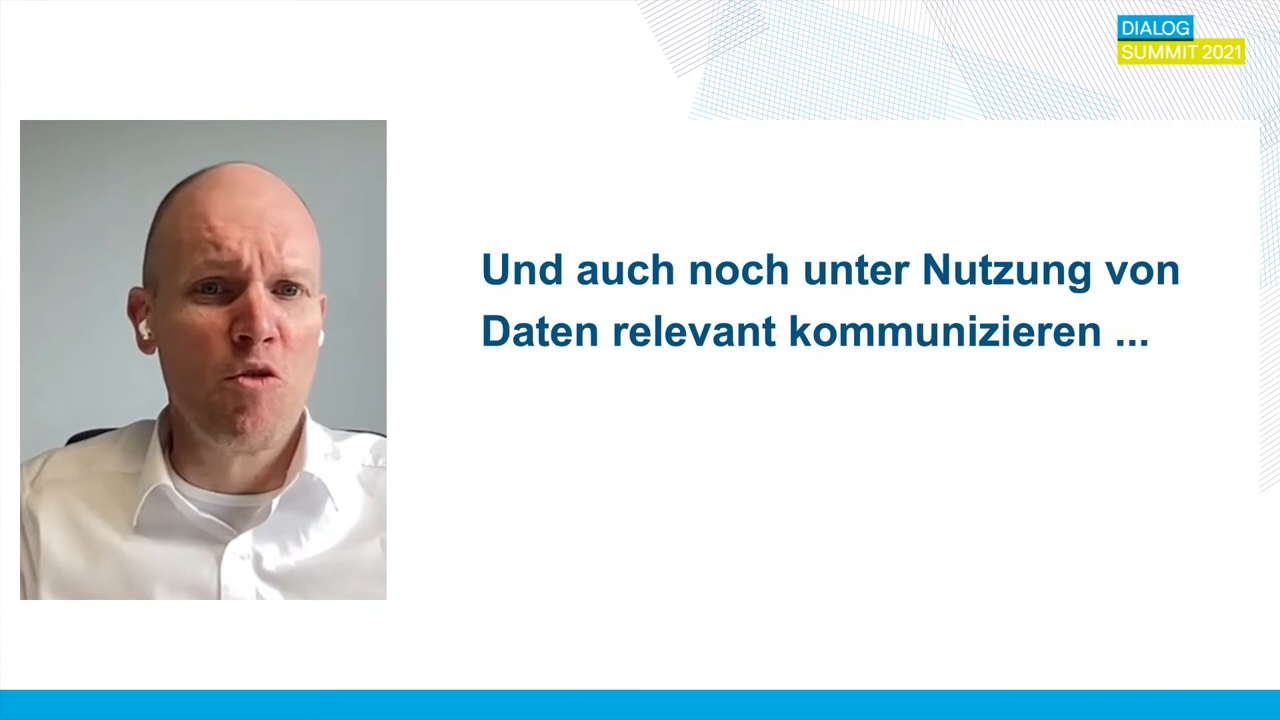 DIALOG
SUMMIT 2021
Und auch noch unter Nutzung von
Daten relevant kommunizieren ...